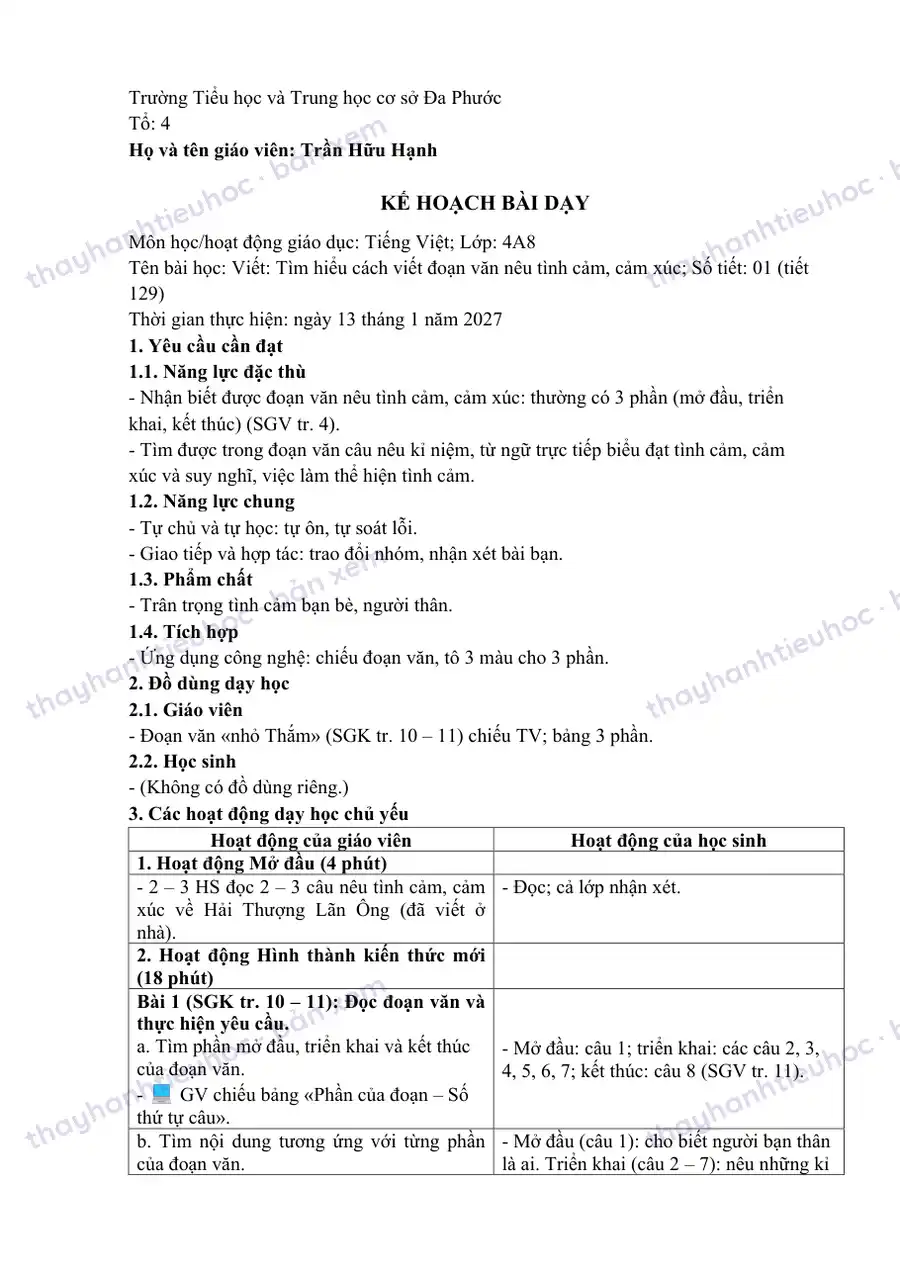 Trường Tiểu học và Trung học cơ sở Đa Phước
Tổ: 4
Họ và tên giáo viên: Trần Hữu Hạnh
KẾ HOẠCH BÀI DẠY
Môn học/hoạt động giáo dục: Tiếng Việt; Lớp: 4A8
Tên bài học: Viết: Tìm hiểu cách viết đoạn văn nêu tình cảm, cảm xúc; Số tiết: 01 (tiết
129)
Thời gian thực hiện: ngày 13 tháng 1 năm 2027
1. Yêu cầu cần đạt
1.1. Năng lực đặc thù
- Nhận biết được đoạn văn nêu tình cảm, cảm xúc: thường có 3 phần (mở đầu, triển
khai, kết thúc) (SGV tr. 4).
- Tìm được trong đoạn văn câu nêu kỉ niệm, từ ngữ trực tiếp biểu đạt tình cảm, cảm
xúc và suy nghĩ, việc làm thể hiện tình cảm.
1.2. Năng lực chung
- Tự chủ và tự học: tự ôn, tự soát lỗi.
- Giao tiếp và hợp tác: trao đổi nhóm, nhận xét bài bạn.
1.3. Phẩm chất
- Trân trọng tình cảm bạn bè, người thân.
1.4. Tích hợp
- Ứng dụng công nghệ: chiếu đoạn văn, tô 3 màu cho 3 phần.
2. Đồ dùng dạy học
2.1. Giáo viên
- Đoạn văn «nhỏ Thắm» (SGK tr. 10 – 11) chiếu TV; bảng 3 phần.
2.2. Học sinh
- (Không có đồ dùng riêng.)
3. Các hoạt động dạy học chủ yếu
Hoạt động của giáo viên
Hoạt động của học sinh
1. Hoạt động Mở đầu (4 phút)
- 2 – 3 HS đọc 2 – 3 câu nêu tình cảm, cảm
xúc về Hải Thượng Lãn Ông (đã viết ở
nhà).
- Đọc; cả lớp nhận xét.
2. Hoạt động Hình thành kiến thức mới
(18 phút)
Bài 1 (SGK tr. 10 – 11): Đọc đoạn văn và
thực hiện yêu cầu.
a. Tìm phần mở đầu, triển khai và kết thúc
của đoạn văn.
- GV chiếu bảng «Phần của đoạn – Số
thứ tự câu».
- Mở đầu: câu 1; triển khai: các câu 2, 3,
4, 5, 6, 7; kết thúc: câu 8 (SGV tr. 11).
b. Tìm nội dung tương ứng với từng phần
của đoạn văn.
- Mở đầu (câu 1): cho biết người bạn thân
là ai. Triển khai (câu 2 – 7): nêu những kỉ
thayhanhtieuhoc · bản xem
thayhanhtieuhoc · b
thayhanhtieuhoc · bản xem
thayhanhtieuhoc · b
thayhanhtieuhoc · bản xem
thayhanhtieuhoc · b